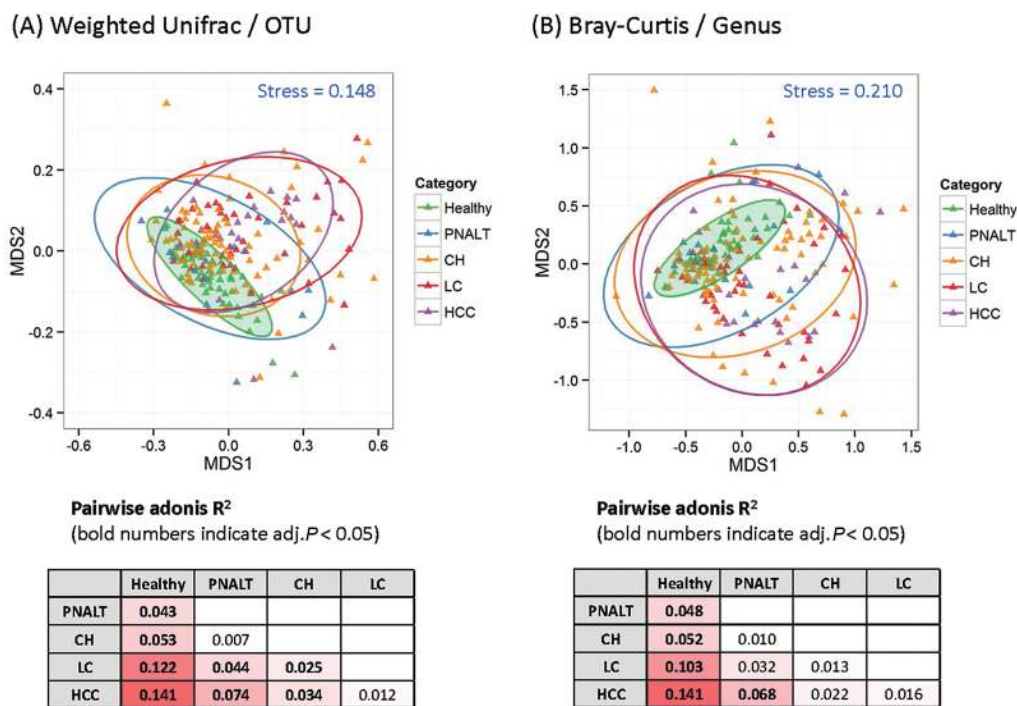 (A) Weighted Unifrac / OTU
Stress = 0.148
0.4
0.2
0.0
-0.2
-0.4
MDS2
-0.6 -0.3 0.0 0.3 0.6
MDS1
Category
Healthy
PNALT
CH
LC
HCC
Pairwise adonis R²
(bold numbers indicate adj.P < 0.05)
Healthy PNALT CH LC
PNALT 0.043
CH 0.053 0.007
LC 0.122 0.044 0.025
HCC 0.141 0.074 0.034 0.012
(B) Bray-Curtis / Genus
Stress = 0.210
1.5
1.0
0.5
0.0
-0.5
-1.0
MDS2
-1.0 -0.5 0.0 0.5 1.0 1.5
MDS1
Category
Healthy
PNALT
CH
LC
HCC
Pairwise adonis R²
(bold numbers indicate adj.P < 0.05)
Healthy PNALT CH LC
PNALT 0.048
CH 0.052 0.010
LC 0.103 0.032 0.013
HCC 0.141 0.068 0.022 0.016